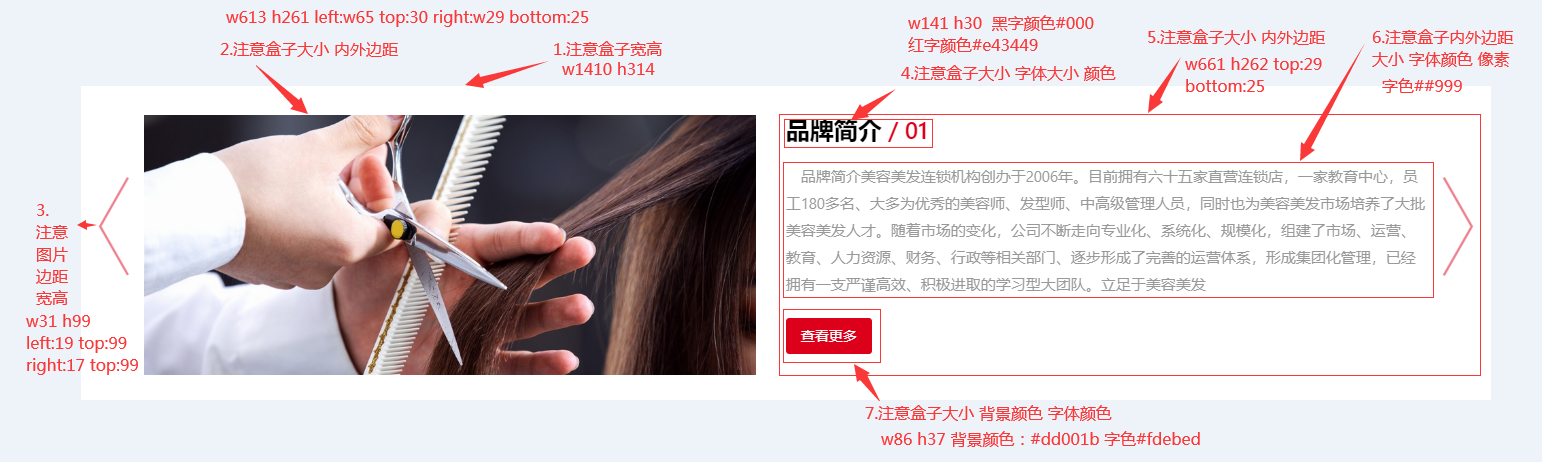 w613 h261 left:w65 top:30 right:w29 bottom:25
2.注意盒子大小 内外边距
1.注意盒子宽高
w1410 h314
w141 h30 黑字颜色#000
红字颜色#e43449
4.注意盒子大小 字体大小 颜色
5.注意盒子大小 内外边距
w661 h262 top:29
bottom:25
6.注意盒子内外边距
大小 字体颜色 像素
字色##999
3.
注意
图片
边距
宽高
w31 h99
left:19 top:99
right:17 top:99
品牌简介 / 01
品牌简介美容美发连锁机构创办于2006年。目前拥有六十五家直营连锁店，一家教育中心，员
工180多名、大多为优秀的美容师、发型师、中高级管理人员，同时也为美容美发市场培养了大批
美容美发人才。随着市场的变化，公司不断走向专业化、系统化、规模化，组建了市场、运营、
教育、人力资源、财务、行政等相关部门、逐步形成了完善的运营体系，形成集团化管理，已经
拥有一支严谨高效、积极进取的学习型大团队。立足于美容美发
查看更多
7.注意盒子大小 背景颜色 字体颜色
w86 h37 背景颜色：#dd001b 字色#fdebed